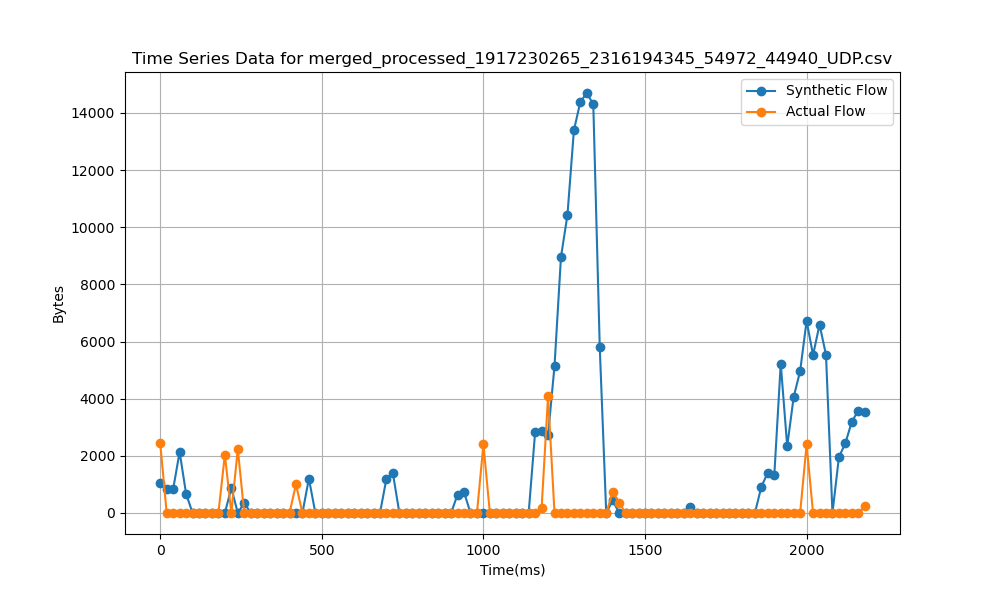 Time Series Data for merged_processed_1917230265_2316194345_54972_44940_UDP.csv
Synthetic Flow
Actual Flow
Bytes
14000
12000
10000
8000
6000
4000
2000
0
0 500 1000 1500 2000
Time(ms)